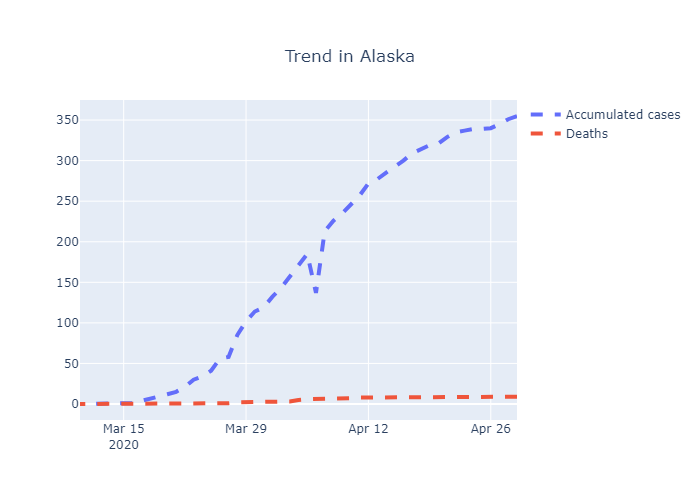 Trend in Alaska
Accumulated cases
Deaths
350
300
250
200
150
100
50
0
Mar 15
2020
Mar 29
Apr 12
Apr 26